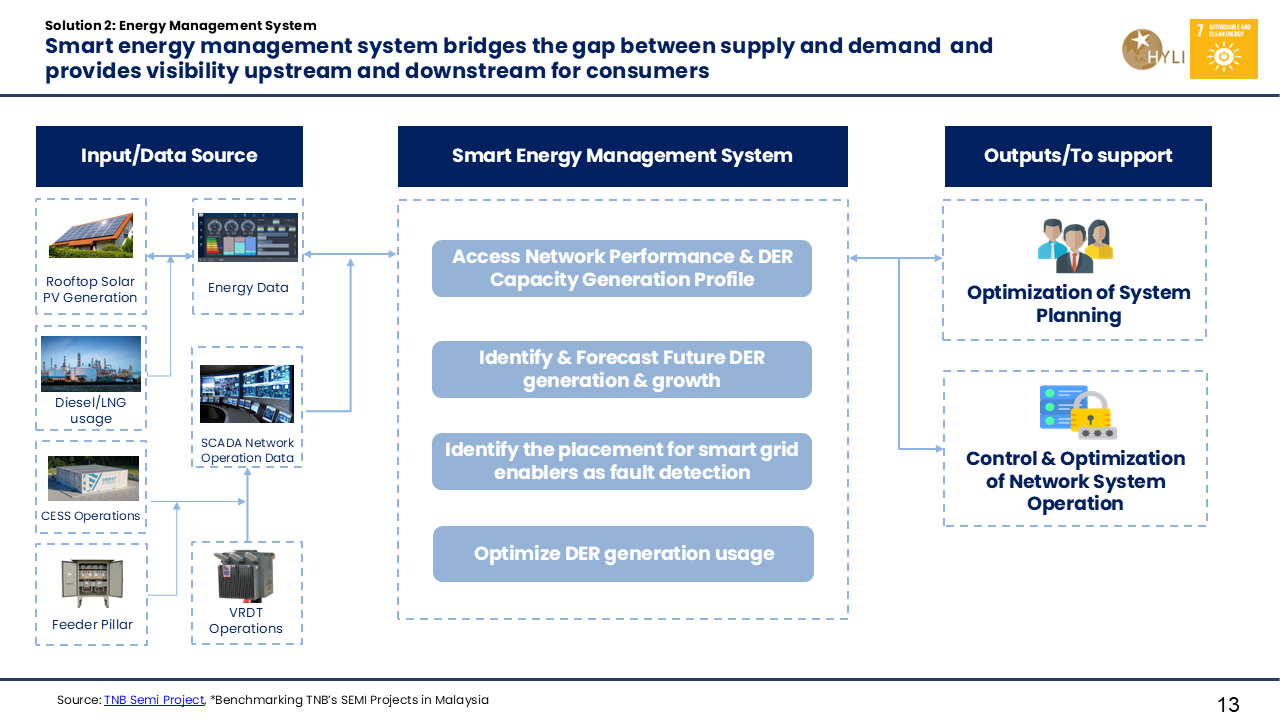 Solution 2: Energy Management System
Smart energy management system bridges the gap between supply and demand and
provides visibility upstream and downstream for consumers
HYLI
7 AFFORDABLE AND
CLEAN ENERGY
Input/Data Source
Smart Energy Management System
Outputs/To support
Rooftop Solar
PV Generation
Energy Data
Diesel/LNG
usage
SCADA Network
Operation Data
CESS Operations
Feeder Pillar
VRDT
Operations
Access Network Performance & DER
Capacity Generation Profile
Identify & Forecast Future DER
generation & growth
Identify the placement for smart grid
enablers as fault detection
Optimize DER generation usage
Optimization of System
Planning
Control & Optimization
of Network System
Operation
Source: TNB Semi Project, *Benchmarking TNB’s SEMI Projects in Malaysia
13